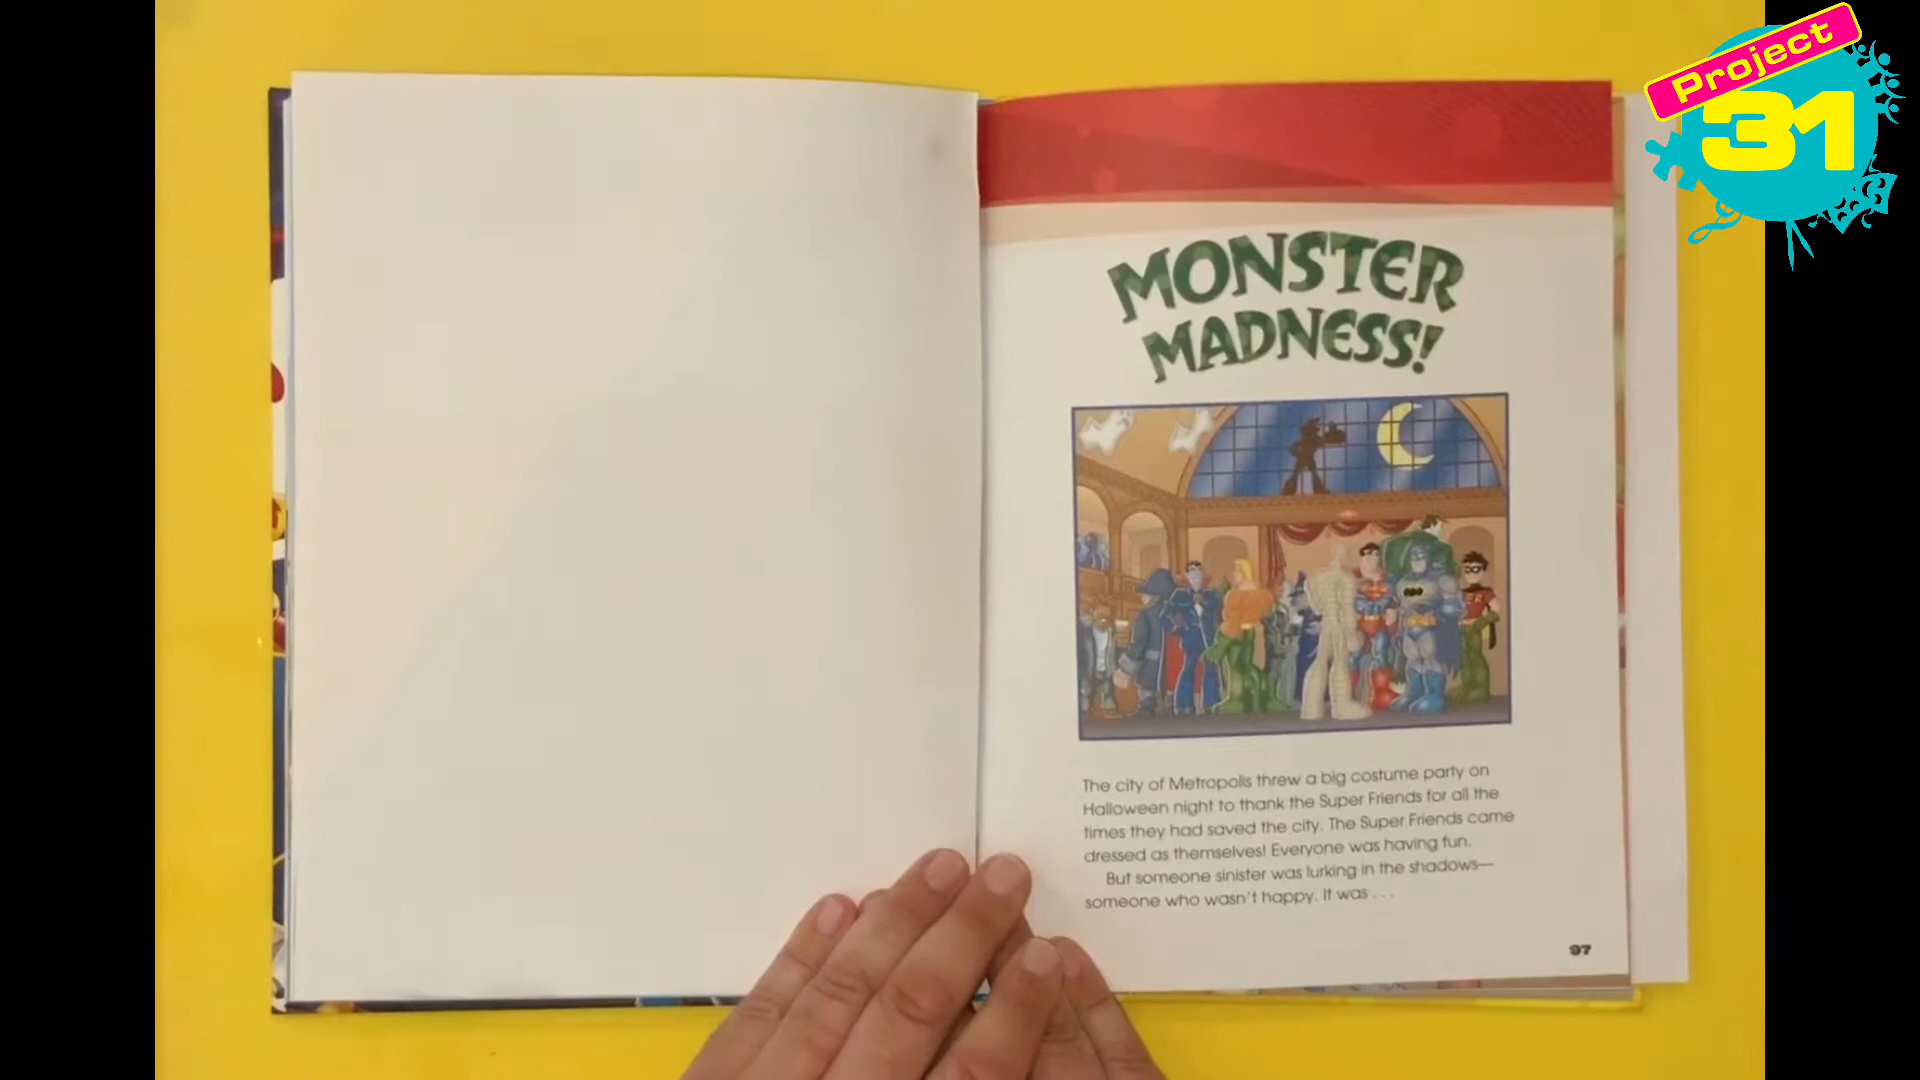 Project
31
MONSTER
MADNESS!
The city of Metropolis threw a big costume party on
Halloween night to thank the Super Friends for all the
times they had saved the city. The Super Friends came
dressed as themselves! Everyone was having fun.
But someone sinister was lurking in the shadows—
someone who wasn't happy. It was . . .
97